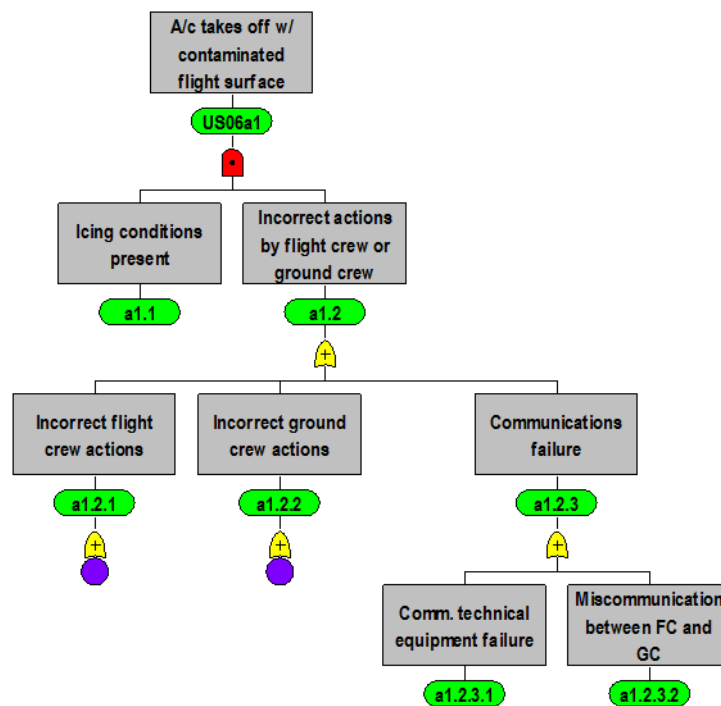 A/c takes off w/
contaminated
flight surface
US06a1
Icing conditions
present
a1.1
Incorrect actions
by flight crew or
ground crew
a1.2
+
Incorrect flight
crew actions
a1.2.1
+
Incorrect ground
crew actions
a1.2.2
+
Communications
failure
a1.2.3
+
Comm. technical
equipment failure
a1.2.3.1
Miscommunication
between FC and
GC
a1.2.3.2